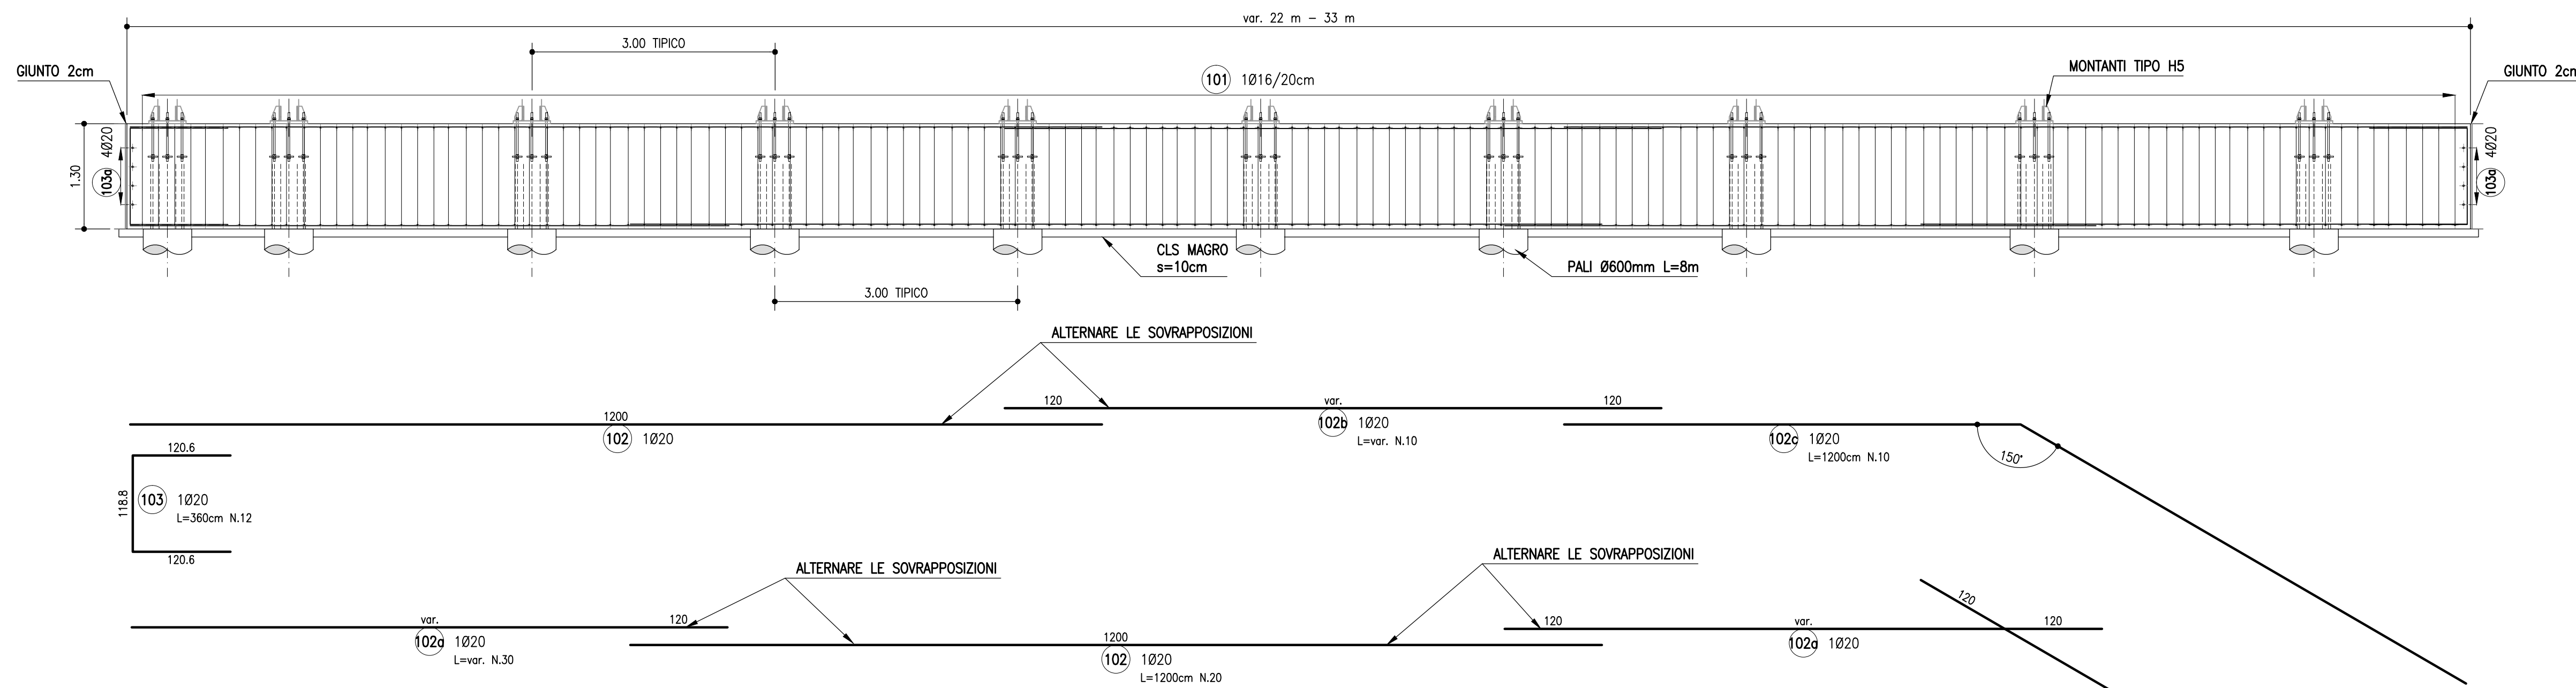 var. 22 m – 33 m
3.00 TIPICO
GIUNTO 2cm
101 1Ø16/20cm
MONTANTI TIPO H5
GIUNTO 2cm
1.30
103a 4Ø20
103a 4Ø20
CLS MAGRO
s=10cm
PALI Ø600mm L=8m
3.00 TIPICO
ALTERNARE LE SOVRAPPOSIZIONI
1200
102 1Ø20
120 var. 120
102b 1Ø20
L=var. N.10
102c 1Ø20
L=1200cm N.10
150°
120.6
118.8
103 1Ø20
L=360cm N.12
120.6
ALTERNARE LE SOVRAPPOSIZIONI
ALTERNARE LE SOVRAPPOSIZIONI
var. 120
102a 1Ø20
L=var. N.30
1200
102 1Ø20
L=1200cm N.20
120 var. 120
102a 1Ø20
120